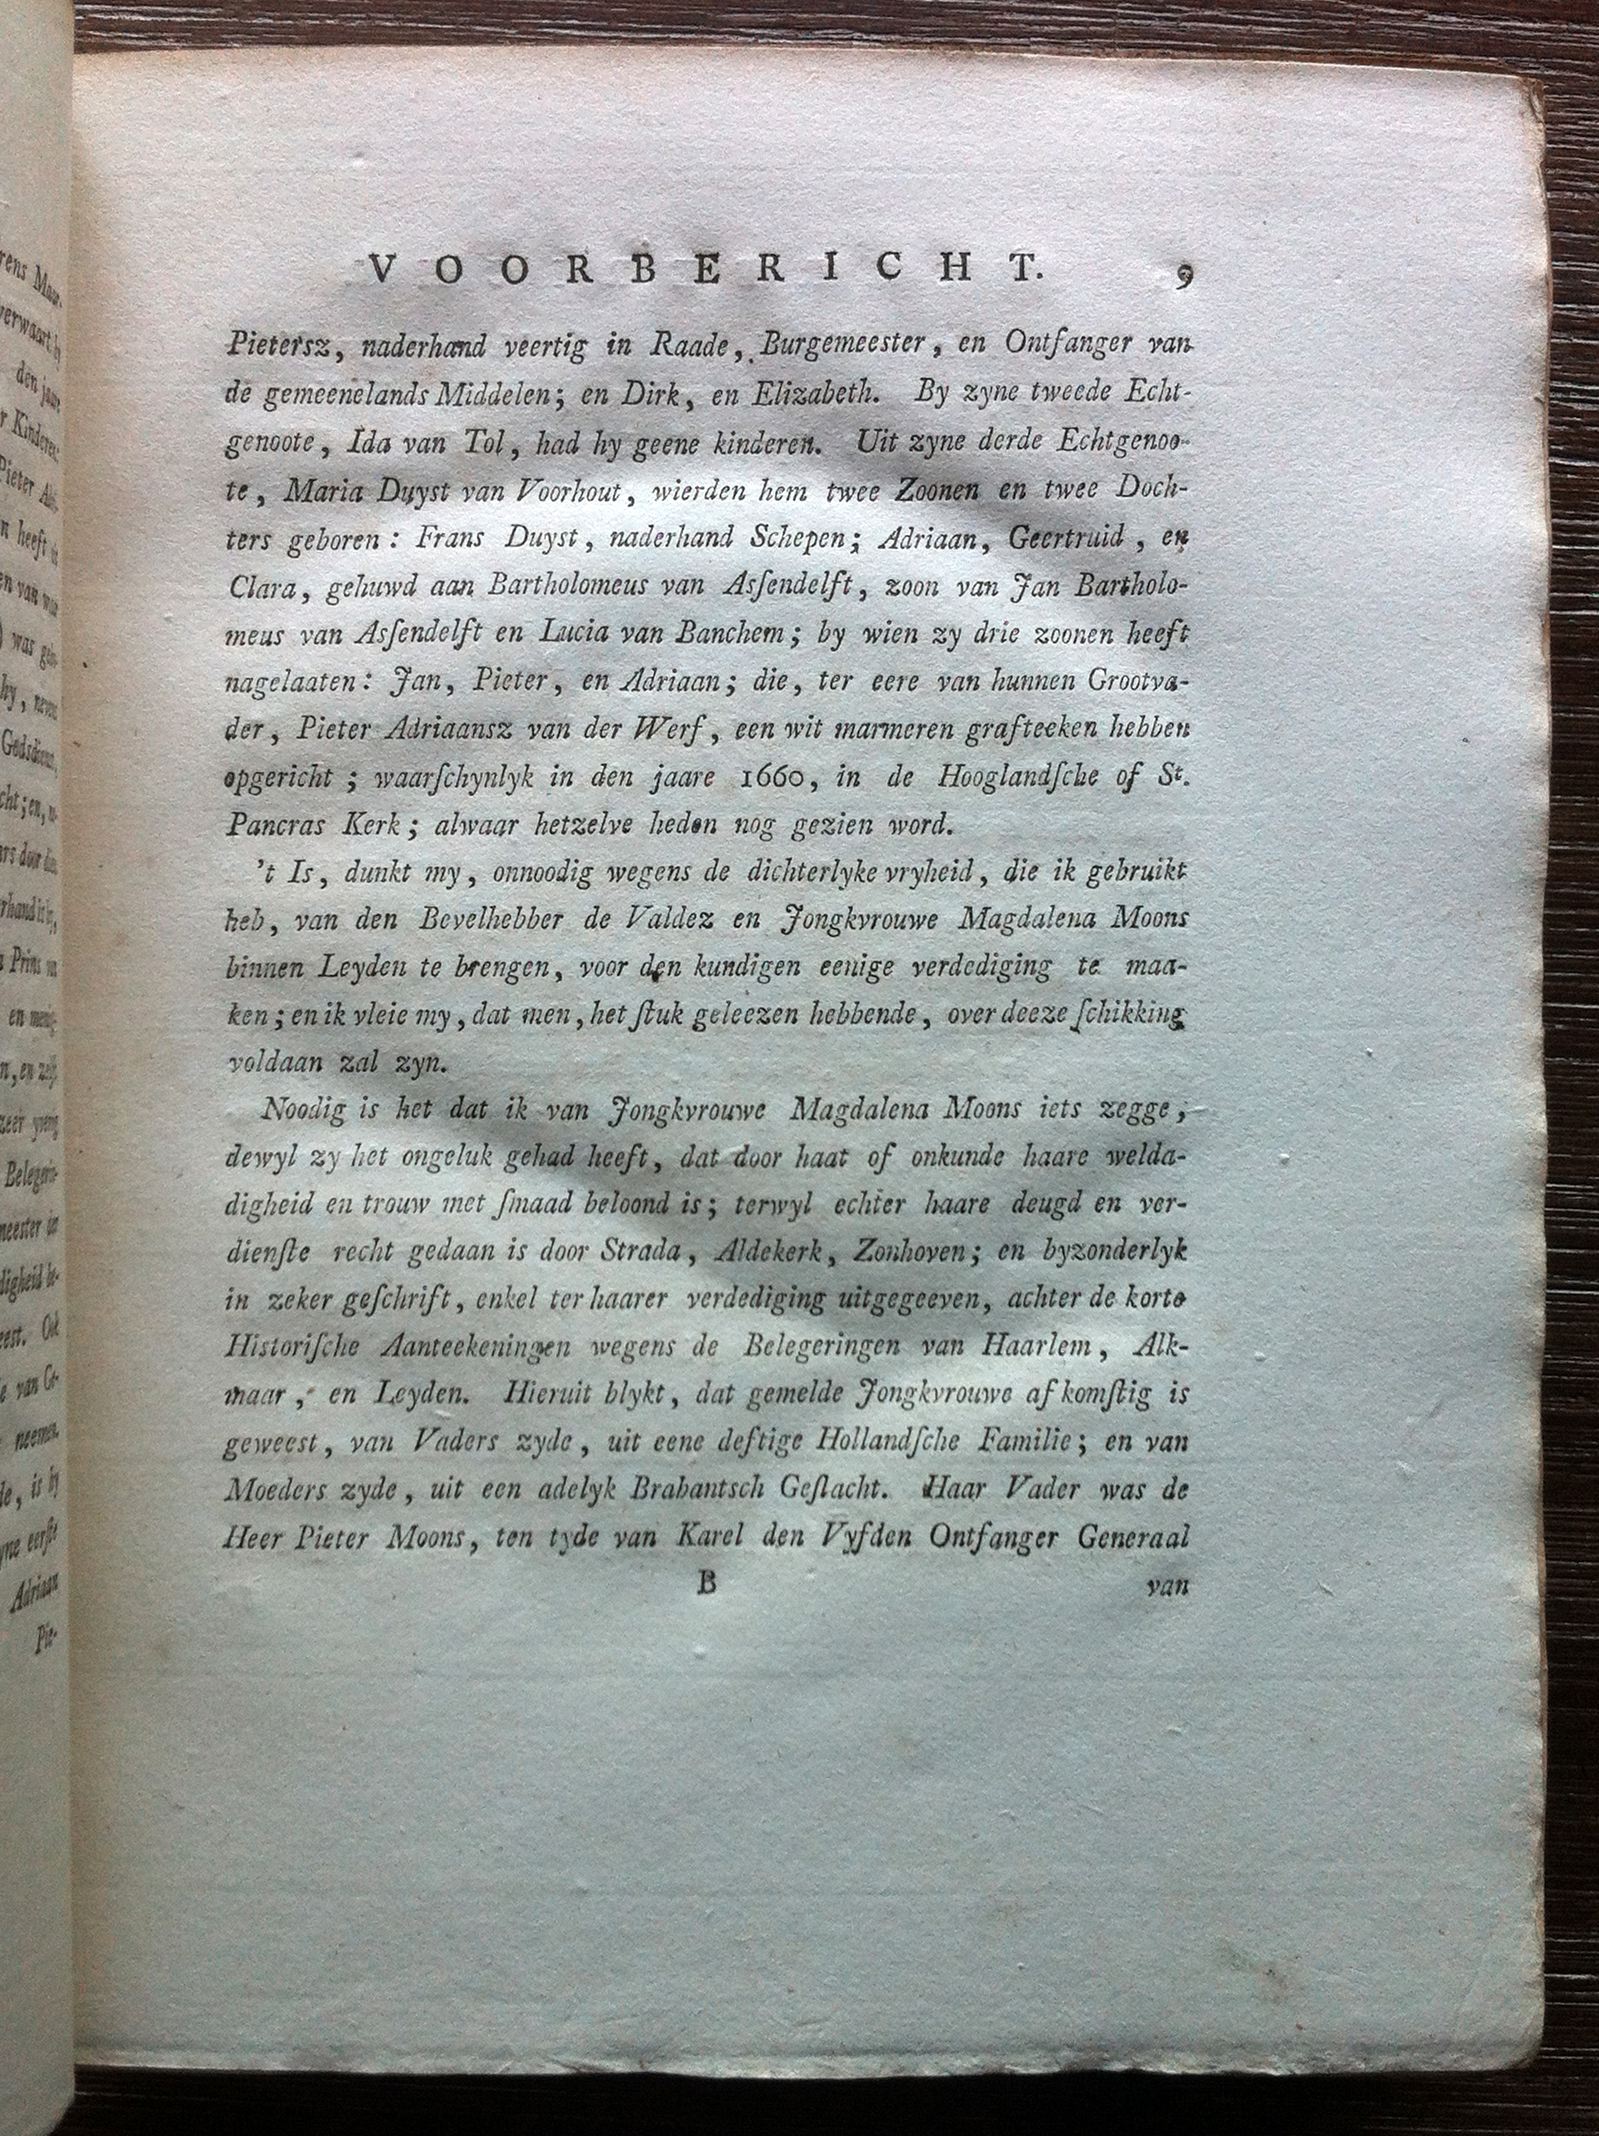 VOORBERICHT. 9
Pietersz, naderhand veertig in Raade, Burgemeester, en Ontfanger van
de gemeenelands Middelen; en Dirk, en Elizabeth. By zyne tweede Echt-
genoote, Ida van Tol, had hy geene kinderen. Uit zyne derde Echtgenoo-
te, Maria Duyst van Voorhout, wierden hem twee Zoonen en twee Doch-
ters geboren: Frans Duyst, naderhand Schepen; Adriaan, Geertruid, en
Clara, gehuwd aan Bartholomeus van Asſendelft, zoon van Jan Bartholo-
meus van Asſendelft en Lucia van Banchem; by wien zy drie zoonen heeft
nagelaaten: Jan, Pieter, en Adriaan; die, ter eere van hunnen Grootva-
der, Pieter Adriaansz van der Werf, een wit marmeren grafteeken hebben
opgericht; waarſchynlyk in den jaare 1660, in de Hooglandſche of St.
Pancras Kerk; alwaar hetzelve heden nog gezien word.
't Is, dunkt my, onnoodig wegens de dichterlyke vryheid, die ik gebruikt
heb, van den Bevelhebber de Valdez en Jongkvrouwe Magdalena Moons
binnen Leyden te brengen, voor den kundigen eenige verdediging te maa-
ken; en ik vleie my, dat men, het ſtuk geleezen hebbende, over deeze ſchikking
voldaan zal zyn.
Noodig is het dat ik van Jongkvrouwe Magdalena Moons iets zegge,
dewyl zy het ongeluk gehad heeft, dat door haat of onkunde haare welda-
digheid en trouw met ſmaad beloond is; terwyl echter haare deugd en ver-
dienſte recht gedaan is door Strada, Aldekerk, Zonhoven; en byzonderlyk
in zeker geſchrift, enkel ter haarer verdediging uitgegeeven, achter de korte
Historiſche Aanteekeningen wegens de Belegeringen van Haarlem, Alk-
maar, en Leyden. Hieruit blykt, dat gemelde Jongkvrouwe afkomſtig is
geweest, van Vaders zyde, uit eene deftige Hollandſche Familie; en van
Moeders zyde, uit een adelyk Brabantsch Geſlacht. Haar Vader was de
Heer Pieter Moons, ten tyde van Karel den Vyfden Ontfanger Generaal
B van